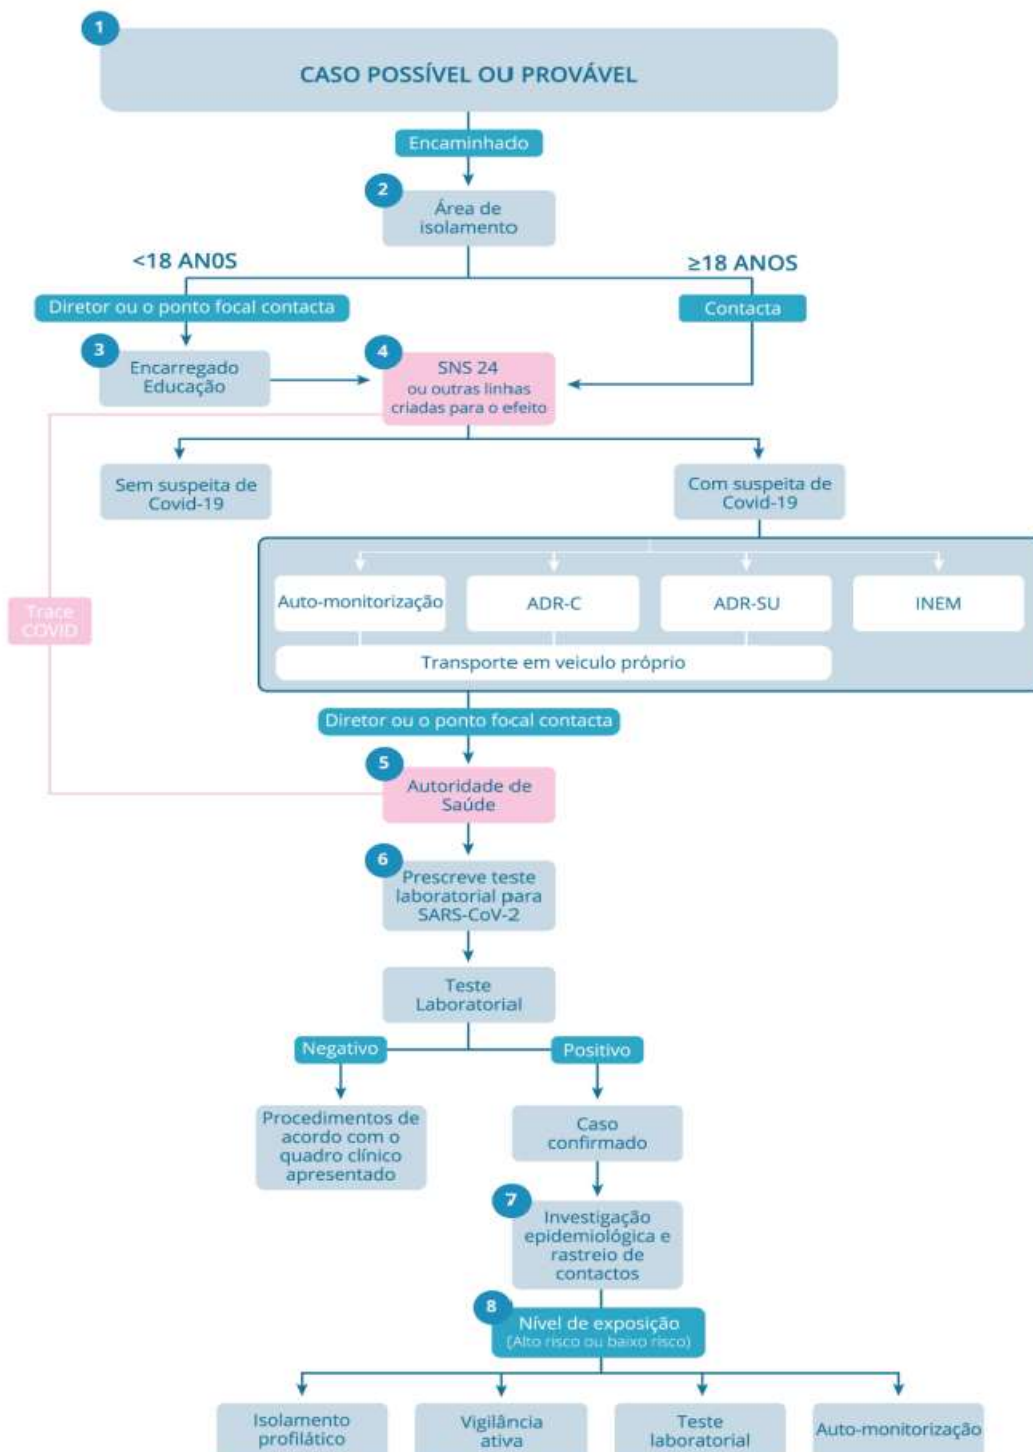 1
CASO POSSÍVEL OU PROVÁVEL
Encaminhado
2
Área de
isolamento
<18 AN0S
≥18 ANOS
Diretor ou o ponto focal contacta
Contacta
3
Encarregado
Educação
4
SNS 24
ou outras linhas
criadas para o efeito
Sem suspeita de
Covid-19
Com suspeita de
Covid-19
Trace
COVID
Auto-monitorização
ADR-C
ADR-SU
INEM
Transporte em veiculo próprio
Diretor ou o ponto focal contacta
5
Autoridade de
Saúde
6
Prescreve teste
laboratorial para
SARS-CoV-2
Teste
Laboratorial
Negativo
Positivo
Procedimentos de
acordo com o
quadro clínico
apresentado
Caso
confirmado
7
Investigação
epidemiológica e
rastreio de
contactos
8
Nível de exposição
(Alto risco ou baixo risco)
Isolamento
profilático
Vigilância
ativa
Teste
laboratorial
Auto-monitorização